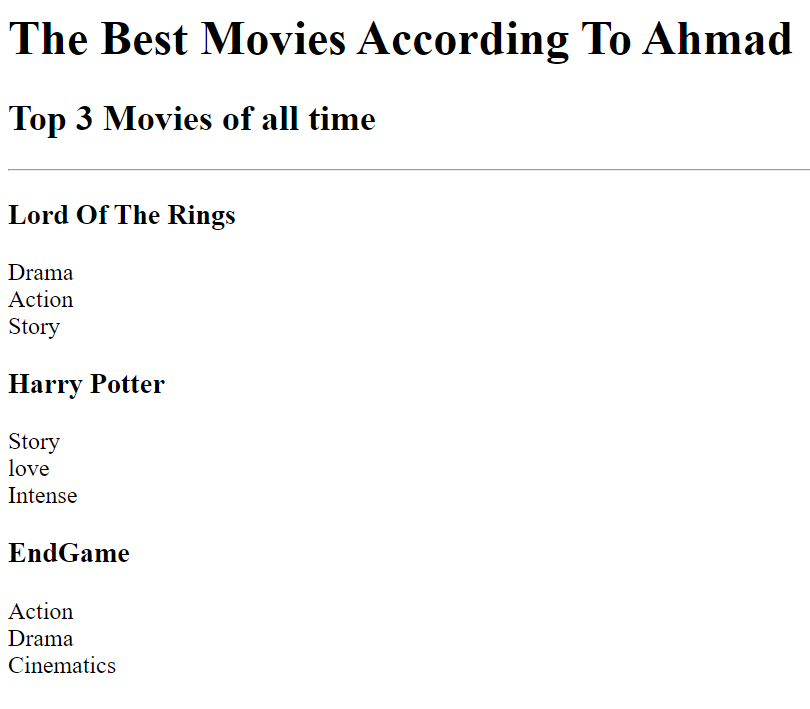 The Best Movies According To Ahmad
Top 3 Movies of all time
Lord Of The Rings
Drama
Action
Story
Harry Potter
Story
love
Intense
EndGame
Action
Drama
Cinematics